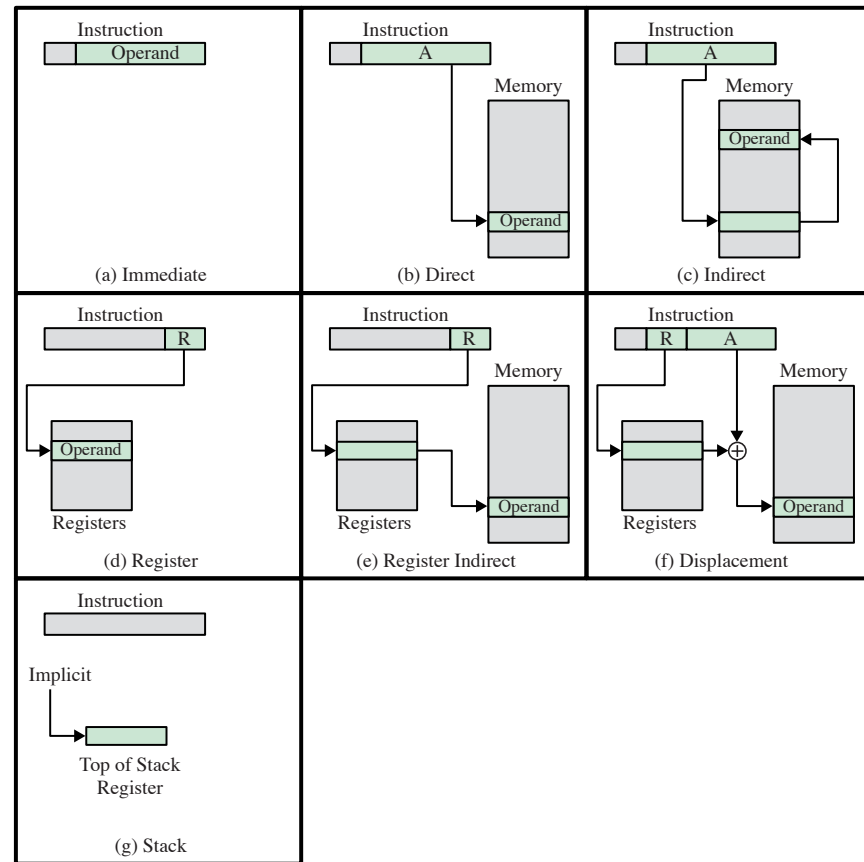 Instruction
Operand
(a) Immediate
Instruction
A
Memory
Operand
(b) Direct
Instruction
A
Memory
Operand
(c) Indirect
Instruction
R
Operand
Registers
(d) Register
Instruction
R
Memory
Operand
Registers
(e) Register Indirect
Instruction
R A
Memory
Operand
Registers
(f) Displacement
Instruction
Implicit
Top of Stack
Register
(g) Stack